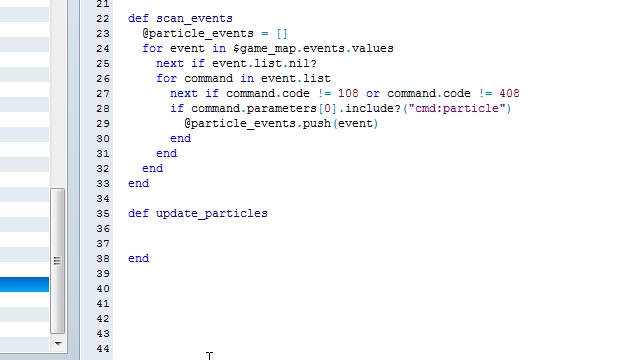 21
22 def scan_events
23 @particle_events = []
24 for event in $game_map.events.values
25 next if event.list.nil?
26 for command in event.list
27 next if command.code != 108 or command.code != 408
28 if command.parameters[0].include?("cmd:particle")
29 @particle_events.push(event)
30 end
31 end
32 end
33 end
34
35 def update_particles
36
37
38 end
39
40
41
42
43
44